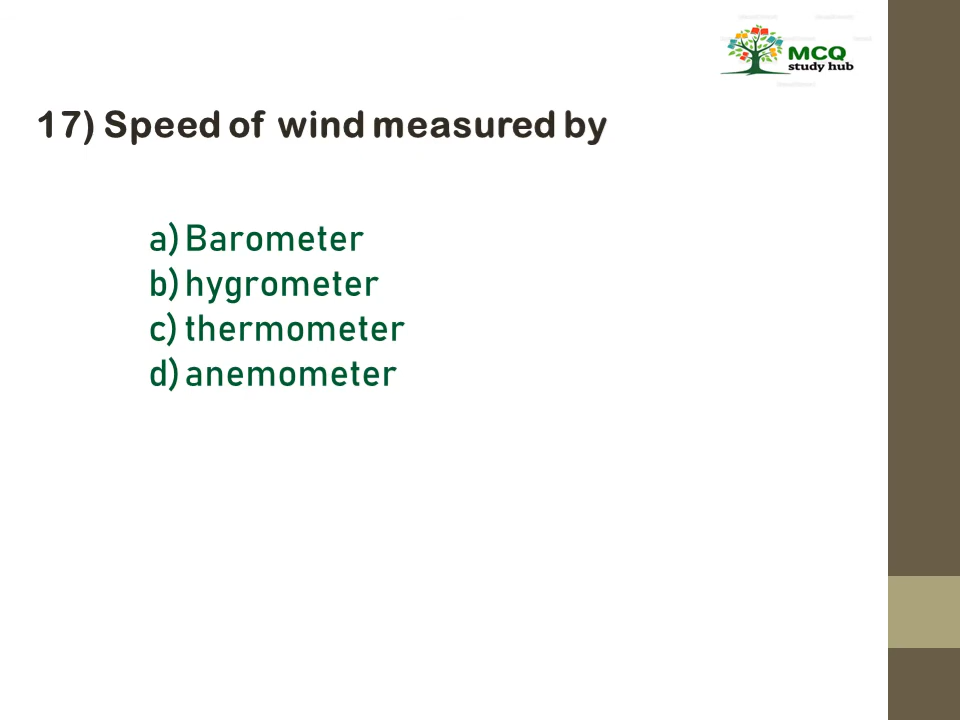 MCQ
study hub
17) Speed of wind measured by
a) Barometer
b) hygrometer
c) thermometer
d) anemometer